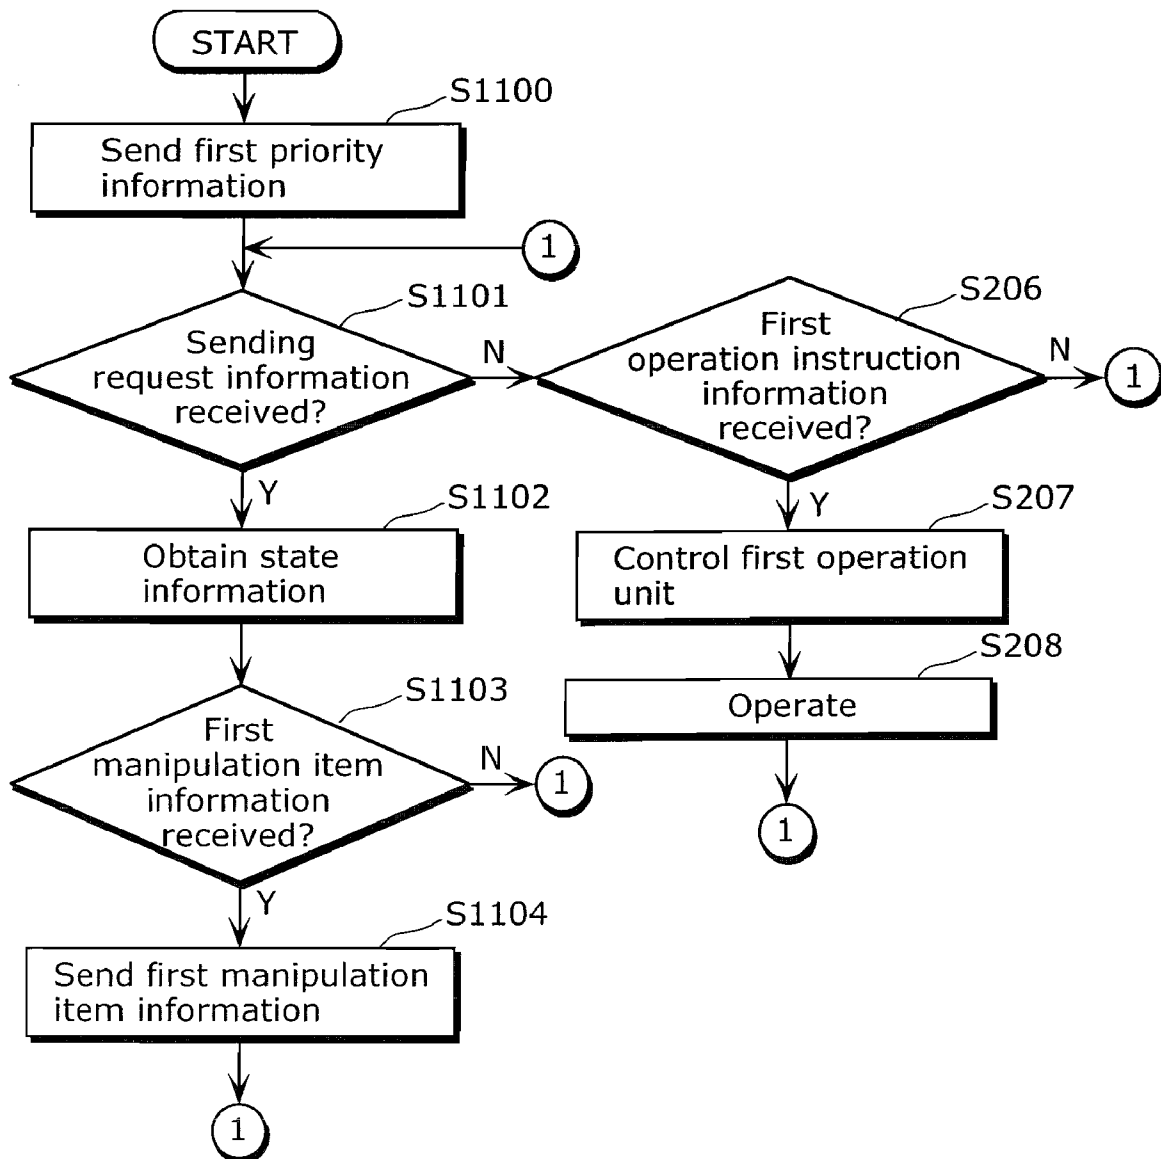 START
S1100
Send first priority
information
1
S1101
Sending
request information
received?
N
S206
First
operation instruction
information
received?
N
1
Y
S1102
Obtain state
information
Y
S207
Control first operation
unit
S208
Operate
1
S1103
First
manipulation item
information
received?
N
1
Y
S1104
Send first manipulation
item information
1